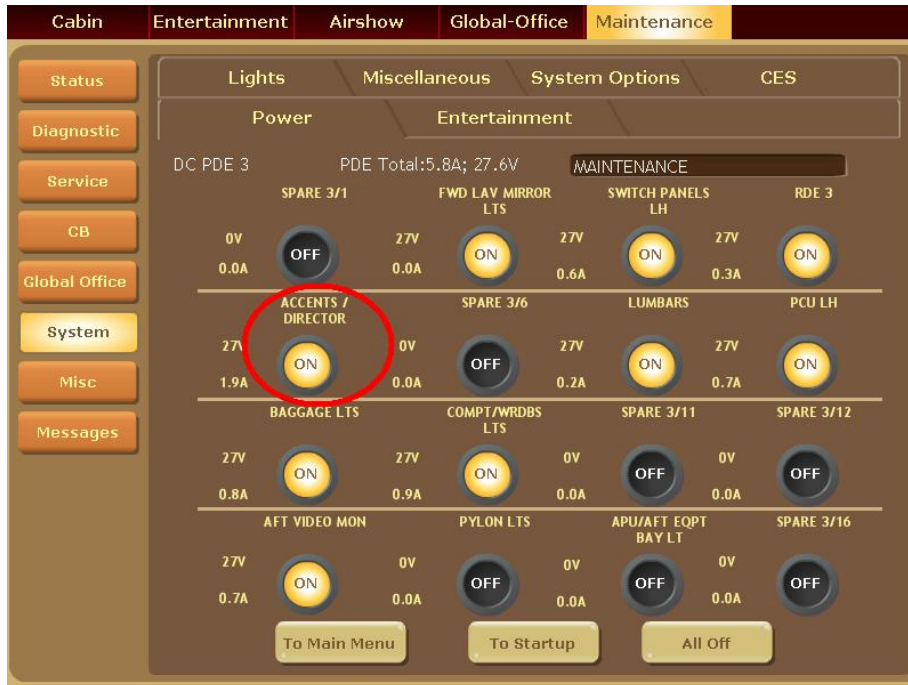 Cabin Entertainment Airshow Global-Office Maintenance
Status
Diagnostic
Service
CB
Global Office
System
Misc
Messages
Lights Miscellaneous System Options CES
Power Entertainment
DC PDE 3 PDE Total:5.8A; 27.6V MAINTENANCE
SPARE 3/1 FWD LAV MIRROR LTS SWITCH PANELS LH RDE 3
0V OFF 27V ON 27V ON 27V ON
0.0A 0.0A 0.6A 0.3A
ACCENTS / DIRECTOR SPARE 3/6 LUMBARS PCU LH
27V ON 0V OFF 27V ON 27V ON
1.9A 0.0A 0.2A 0.7A
BAGGAGE LTS COMPT/WRDBS LTS SPARE 3/11 SPARE 3/12
27V ON 27V ON 0V OFF 0V OFF
0.8A 0.9A 0.0A 0.0A
AFT VIDEO MON PYLON LTS APU/AFT EQPT BAY LT SPARE 3/16
27V ON 0V OFF 0V OFF 0V OFF
0.7A 0.0A 0.0A 0.0A
To Main Menu To Startup All Off